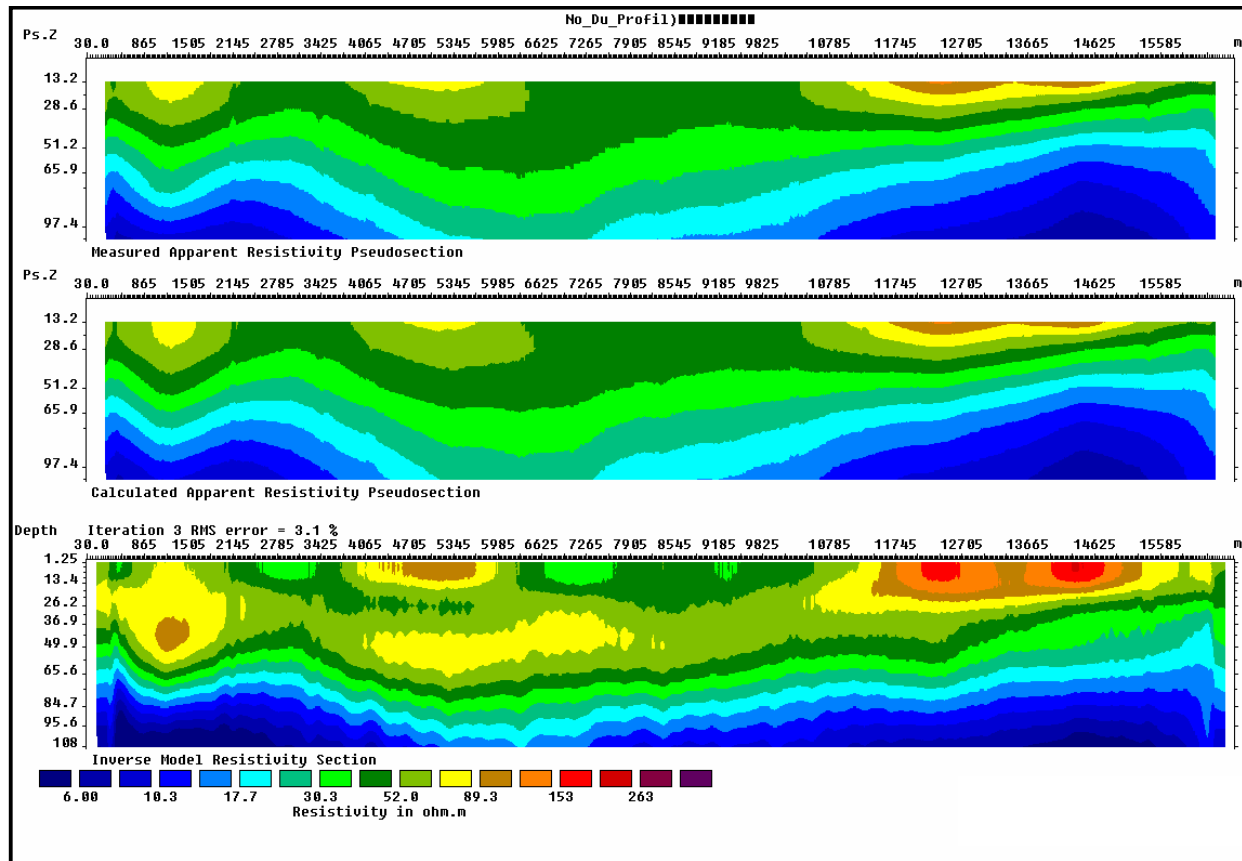 No_Du_Profil)■■■■■■■■■
Ps.Z
30.0 865 1505 2145 2785 3425 4065 4705 5345 5985 6625 7265 7905 8545 9185 9825 10785 11745 12705 13665 14625 15585 m
13.2
28.6
51.2
65.9
97.4
Measured Apparent Resistivity Pseudosection
Ps.Z
30.0 865 1505 2145 2785 3425 4065 4705 5345 5985 6625 7265 7905 8545 9185 9825 10785 11745 12705 13665 14625 15585 m
13.2
28.6
51.2
65.9
97.4
Calculated Apparent Resistivity Pseudosection
Depth Iteration 3 RMS error = 3.1 %
30.0 865 1505 2145 2785 3425 4065 4705 5345 5985 6625 7265 7905 8545 9185 9825 10785 11745 12705 13665 14625 15585 m
1.25
13.4
26.2
36.9
49.9
65.6
84.7
95.6
108
Inverse Model Resistivity Section
6.00 10.3 17.7 30.3 52.0 89.3 153 263
Resistivity in ohm.m